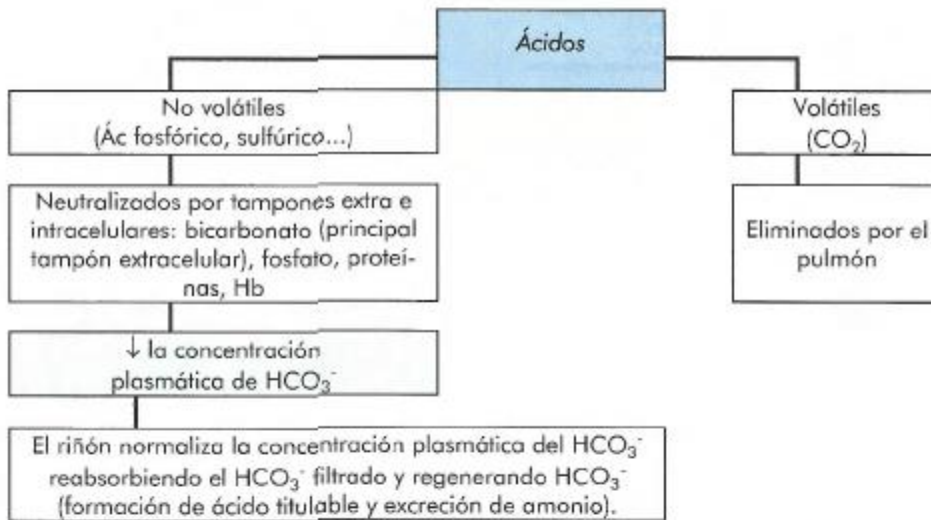 Ácidos
No volátiles
(Ác fosfórico, sulfúrico...)
Neutralizados por tampones extra e
intracelulares: bicarbonato (principal
tampón extracelular), fosfato, proteí-
nas, Hb
↓ la concentración
plasmática de HCO₃⁻
El riñón normaliza la concentración plasmática del HCO₃⁻
reabsorbiendo el HCO₃⁻ filtrado y regenerando HCO₃⁻
(formación de ácido titulable y excreción de amonio).
Volátiles
(CO₂)
Eliminados por el
pulmón